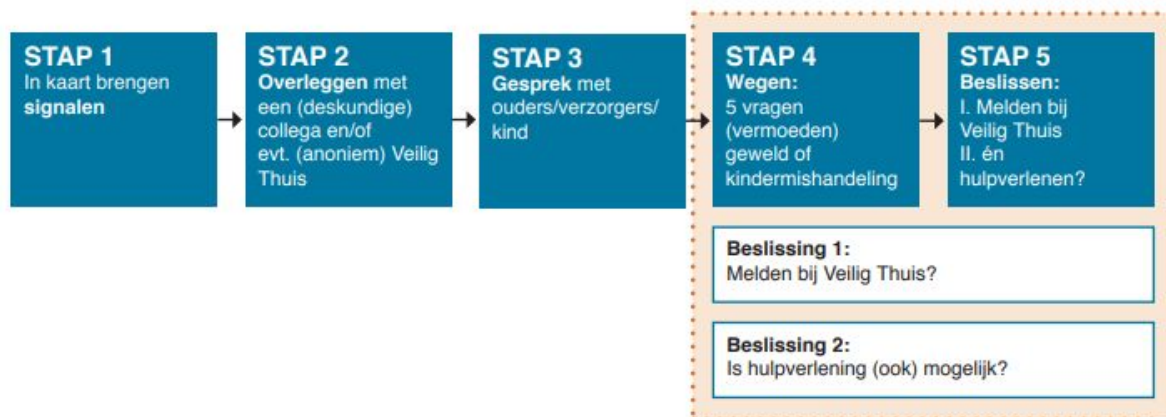 STAP 1
In kaart brengen
signalen
STAP 2
Overleggen met
een (deskundige)
collega en/of
evt. (anoniem) Veilig
Thuis
STAP 3
Gesprek met
ouders/verzorgers/
kind
STAP 4
Wegen:
5 vragen
(vermoeden)
geweld of
kindermishandeling
STAP 5
Beslissen:
I. Melden bij
Veilig Thuis
II. én
hulpverlenen?
Beslissing 1:
Melden bij Veilig Thuis?
Beslissing 2:
Is hulpverlening (ook) mogelijk?